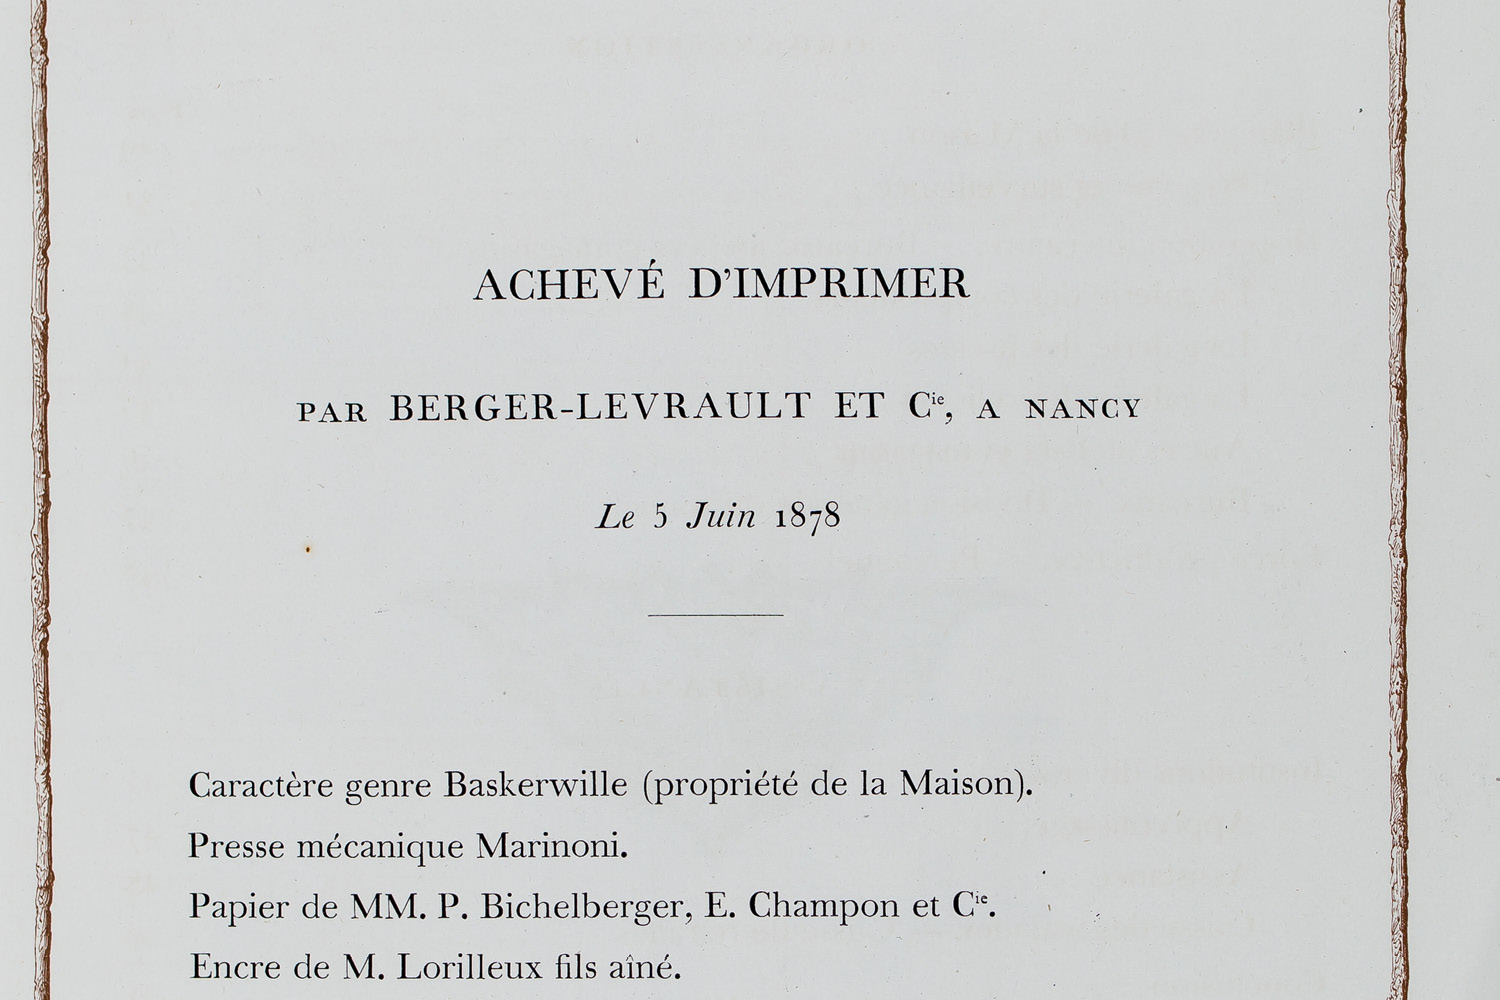 ACHEVÉ D'IMPRIMER
PAR BERGER-LEVRAULT ET Cie, A NANCY
Le 5 Juin 1878
Caractère genre Baskerwille (propriété de la Maison).
Presse mécanique Marinoni.
Papier de MM. P. Bichelberger, E. Champon et Cie.
Encre de M. Lorilleux fils aîné.